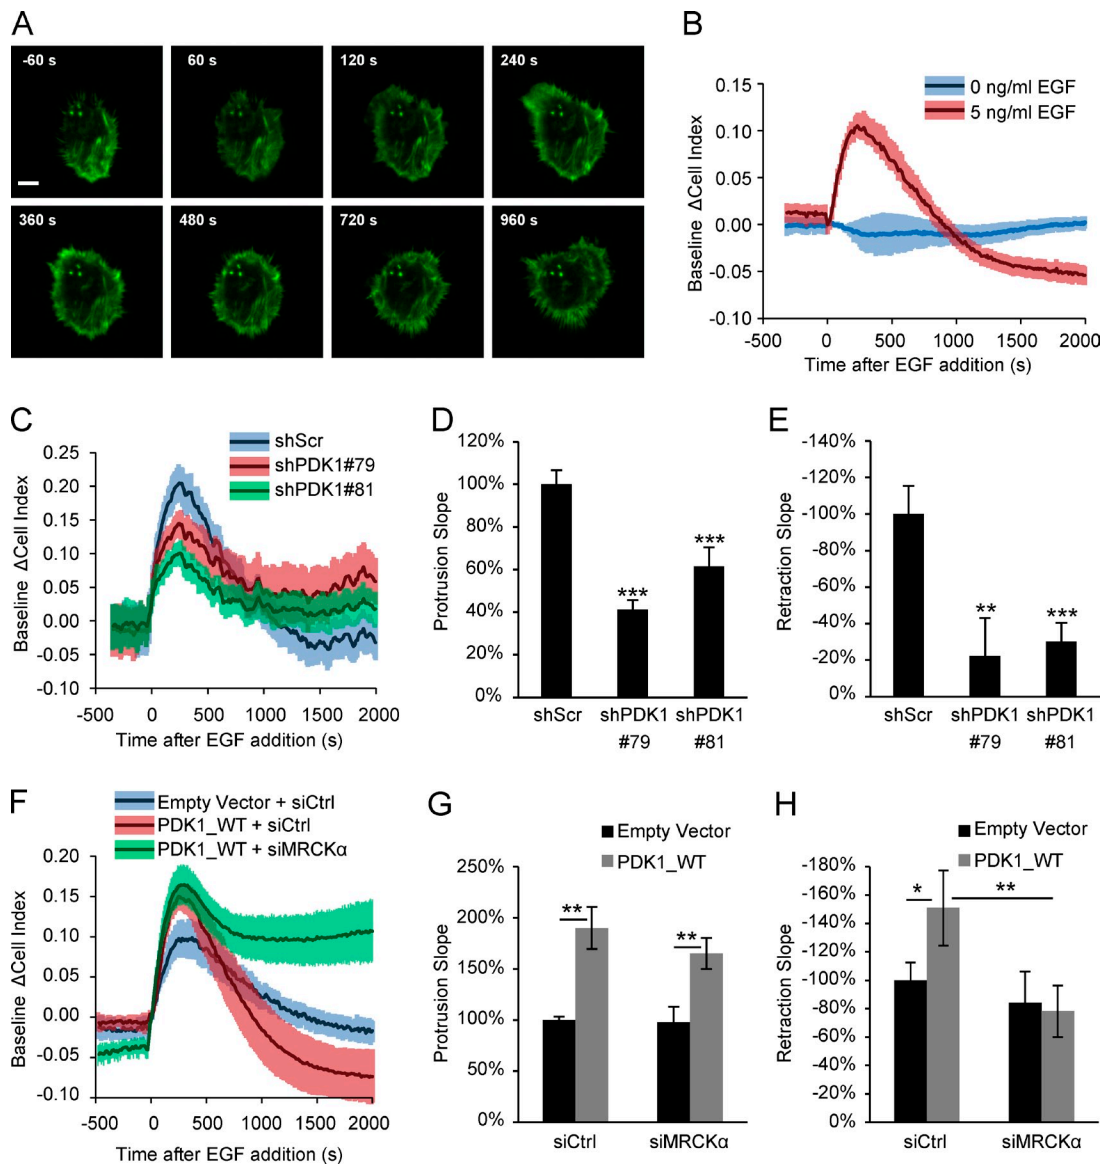 A
-60 s
60 s
120 s
240 s
360 s
480 s
720 s
960 s
B
Baseline ΔCell Index
0.15
0.10
0.05
0.00
-0.05
-0.10
0 ng/ml EGF
5 ng/ml EGF
-500 0 500 1000 1500 2000
Time after EGF addition (s)
C
Baseline ΔCell Index
0.25
0.20
0.15
0.10
0.05
0.00
-0.05
-0.10
shScr
shPDK1#79
shPDK1#81
-500 0 500 1000 1500 2000
Time after EGF addition (s)
D
Protrusion Slope
120%
100%
80%
60%
40%
20%
0%
***
***
shScr shPDK1 shPDK1
#79 #81
E
Retraction Slope
-140%
-120%
-100%
-80%
-60%
-40%
-20%
0%
**
***
shScr shPDK1 shPDK1
#79 #81
F
Baseline ΔCell Index
0.20
0.15
0.10
0.05
0.00
-0.05
-0.10
Empty Vector + siCtrl
PDK1_WT + siCtrl
PDK1_WT + siMRCKα
-500 0 500 1000 1500 2000
Time after EGF addition (s)
G
Protrusion Slope
250%
200%
150%
100%
50%
0%
Empty Vector
PDK1_WT
**
**
siCtrl siMRCKα
H
Retraction Slope
-180%
-160%
-140%
-120%
-100%
-80%
-60%
-40%
-20%
0%
Empty Vector
PDK1_WT
*
**
siCtrl siMRCKα